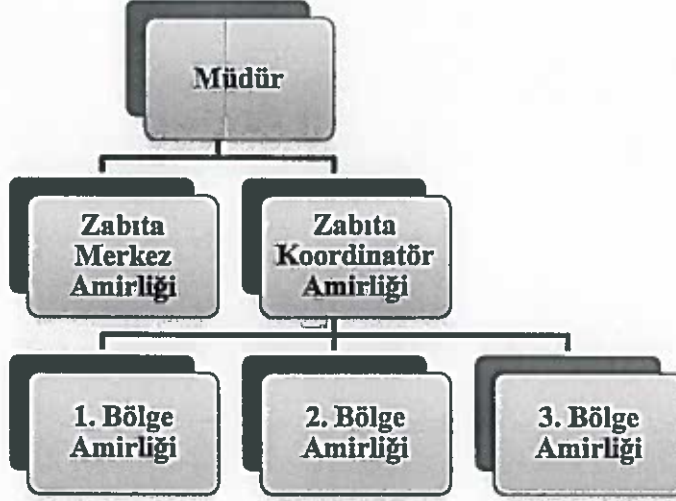 Müdür
Zabıta
Merkez
Amirliği
Zabıta
Koordinatör
Amirliği
1. Bölge
Amirliği
2. Bölge
Amirliği
3. Bölge
Amirliği